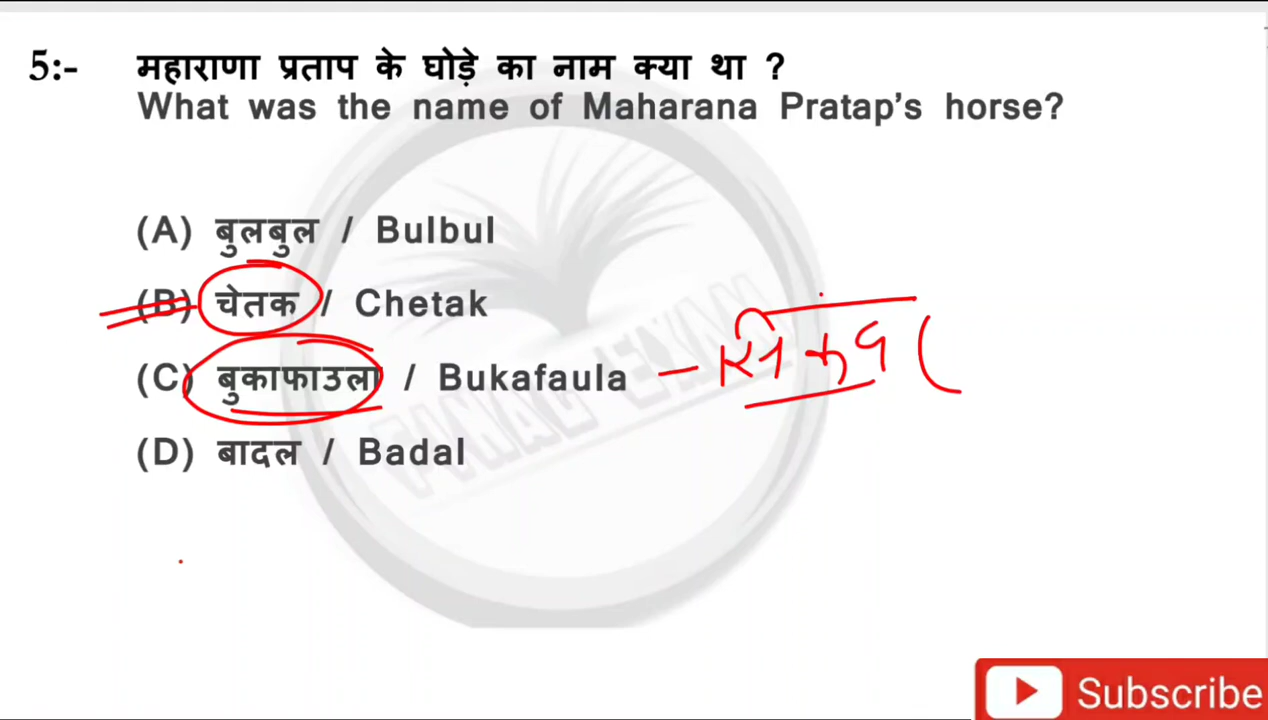 5:- महाराणा प्रताप के घोड़े का नाम क्या था ?
What was the name of Maharana Pratap's horse?
(A) बुलबुल / Bulbul
(B) चेतक / Chetak
(C) बुकाफाउला / Bukafaula
(D) बादल / Badal
Subscribe